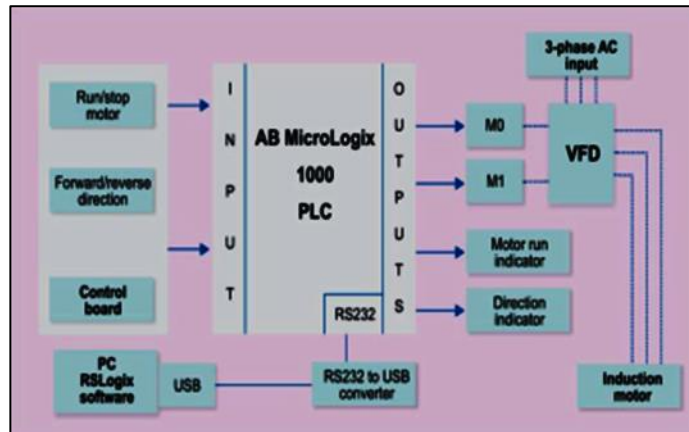 3-phase AC
input
Run/stop
motor
Forward/reverse
direction
Control
board
I
N
P
U
T
AB MicroLogix
1000
PLC
RS232
O
U
T
P
U
T
S
M0
M1
VFD
Motor run
indicator
Direction
indicator
PC
RSLogix
software
USB
RS232 to USB
converter
Induction
motor